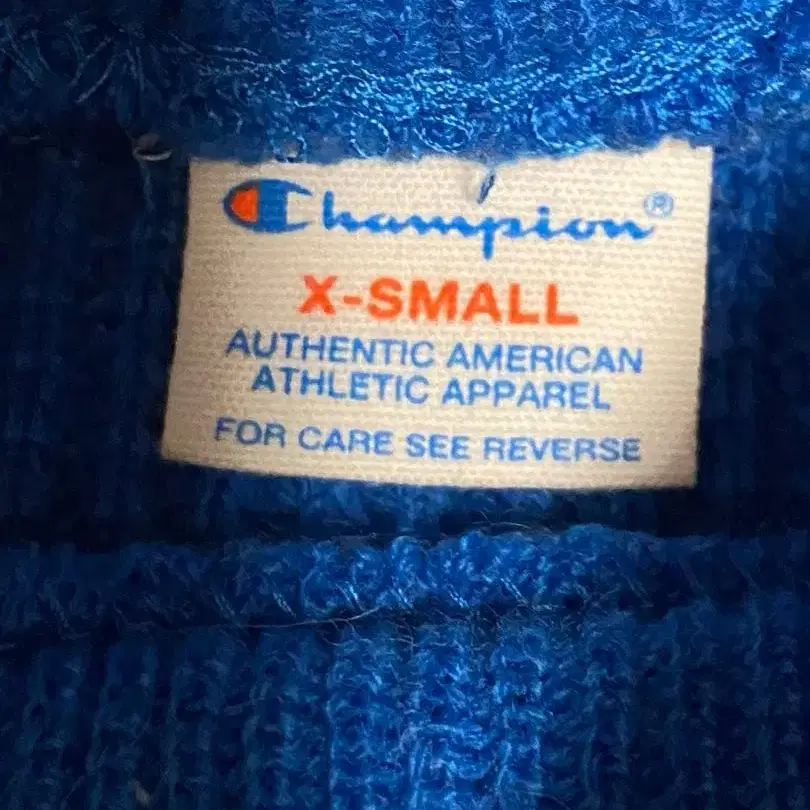 Champion®
X-SMALL
AUTHENTIC AMERICAN
ATHLETIC APPAREL
FOR CARE SEE REVERSE